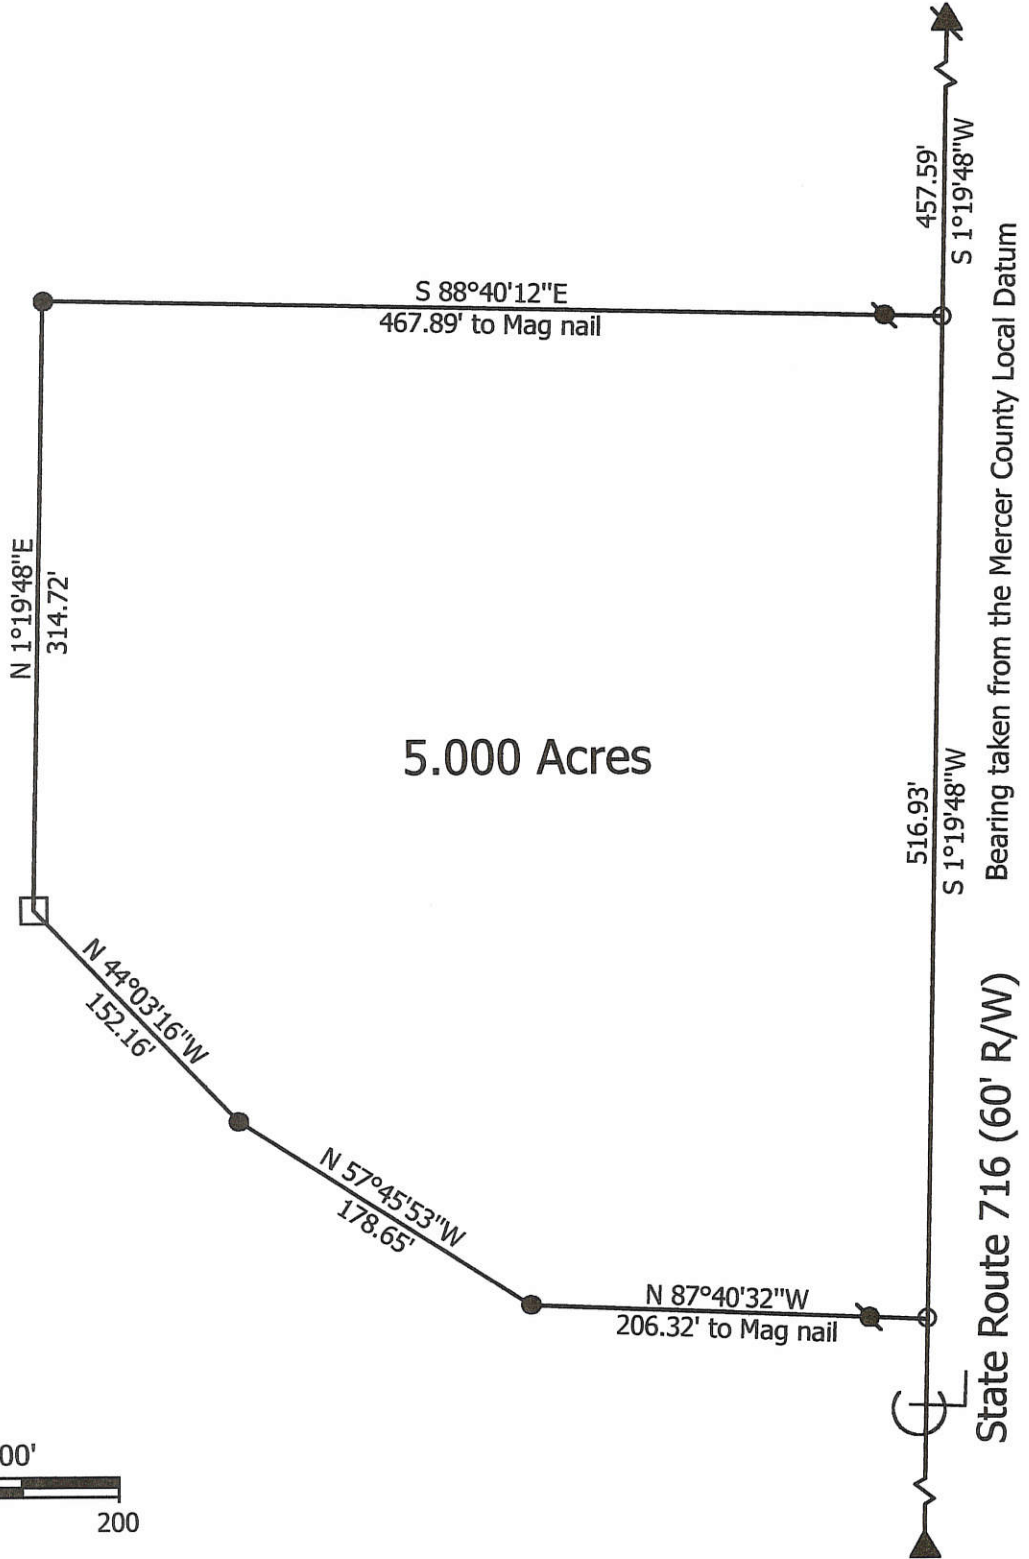 457.59'
S 1°19'48"W
S 88°40'12"E
467.89' to Mag nail
N 1°19'48"E
314.72'
5.000 Acres
516.93'
S 1°19'48"W
Bearing taken from the Mercer County Local Datum
N 44°03'16"W
152.16'
N 57°45'53"W
178.65'
N 87°40'32"W
206.32' to Mag nail
State Route 716 (60' R/W)
00'
200